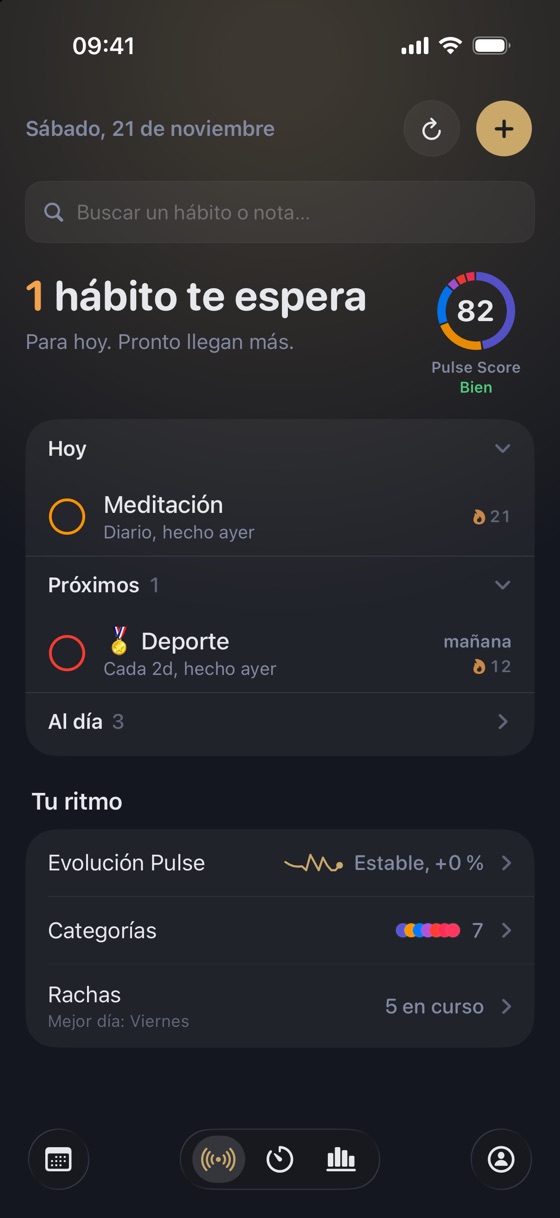 09:41
Sábado, 21 de noviembre
Buscar un hábito o nota...
1 hábito te espera
Para hoy. Pronto llegan más.
82
Pulse Score
Bien
Hoy
Meditación
Diario, hecho ayer
21
Próximos 1
Deporte
Cada 2d, hecho ayer
mañana
12
Al día 3
Tu ritmo
Evolución Pulse
Estable, +0 %
Categorías
7
Rachas
Mejor día: Viernes
5 en curso